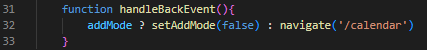 31 function handleBackEvent(){
32 addMode ? setAddMode(false) : navigate('/calendar')
33 }